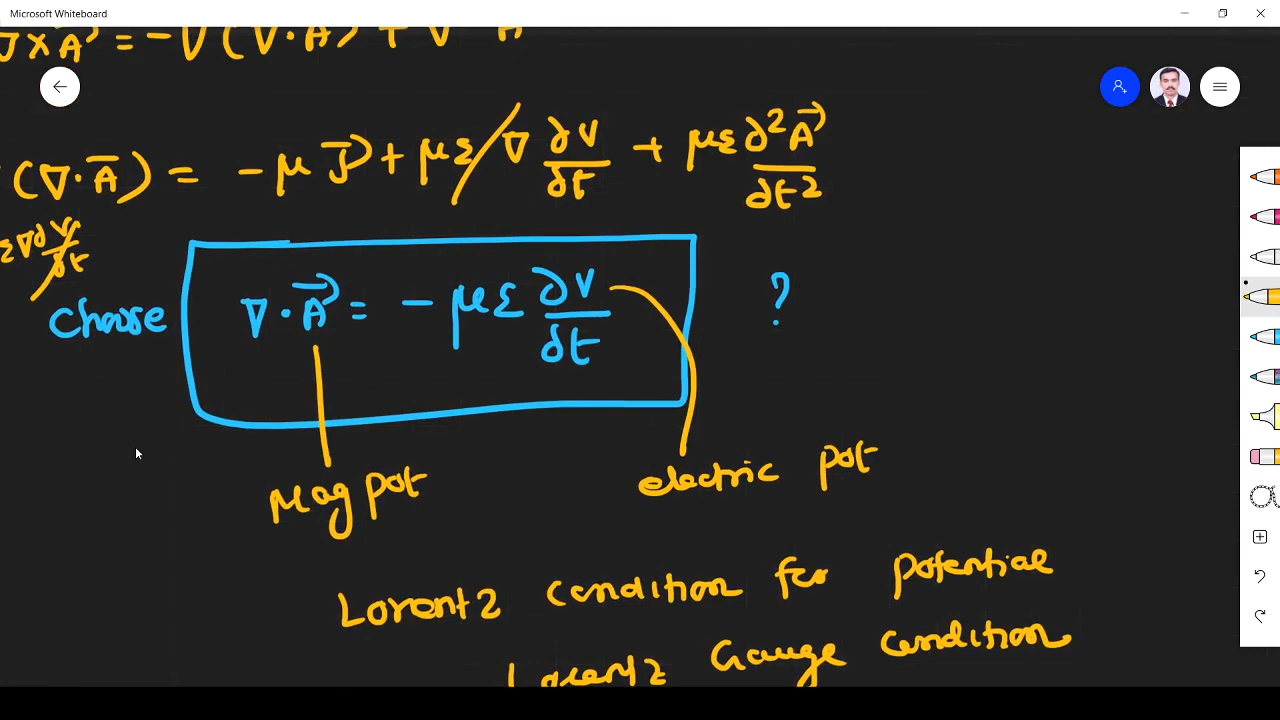 Microsoft Whiteboard
∇×A⃗ = -∇(∇·A) + ∇ A
(∇·A̅) = -μJ⃗ + με∇ ∂V/∂t + με ∂²A⃗/∂t²
ε∇∂V/∂t
Choose ∇·A⃗ = -με ∂V/∂t ?
Mag pot
electric pot
Lorentz condition for potential
Lorentz Gauge condition